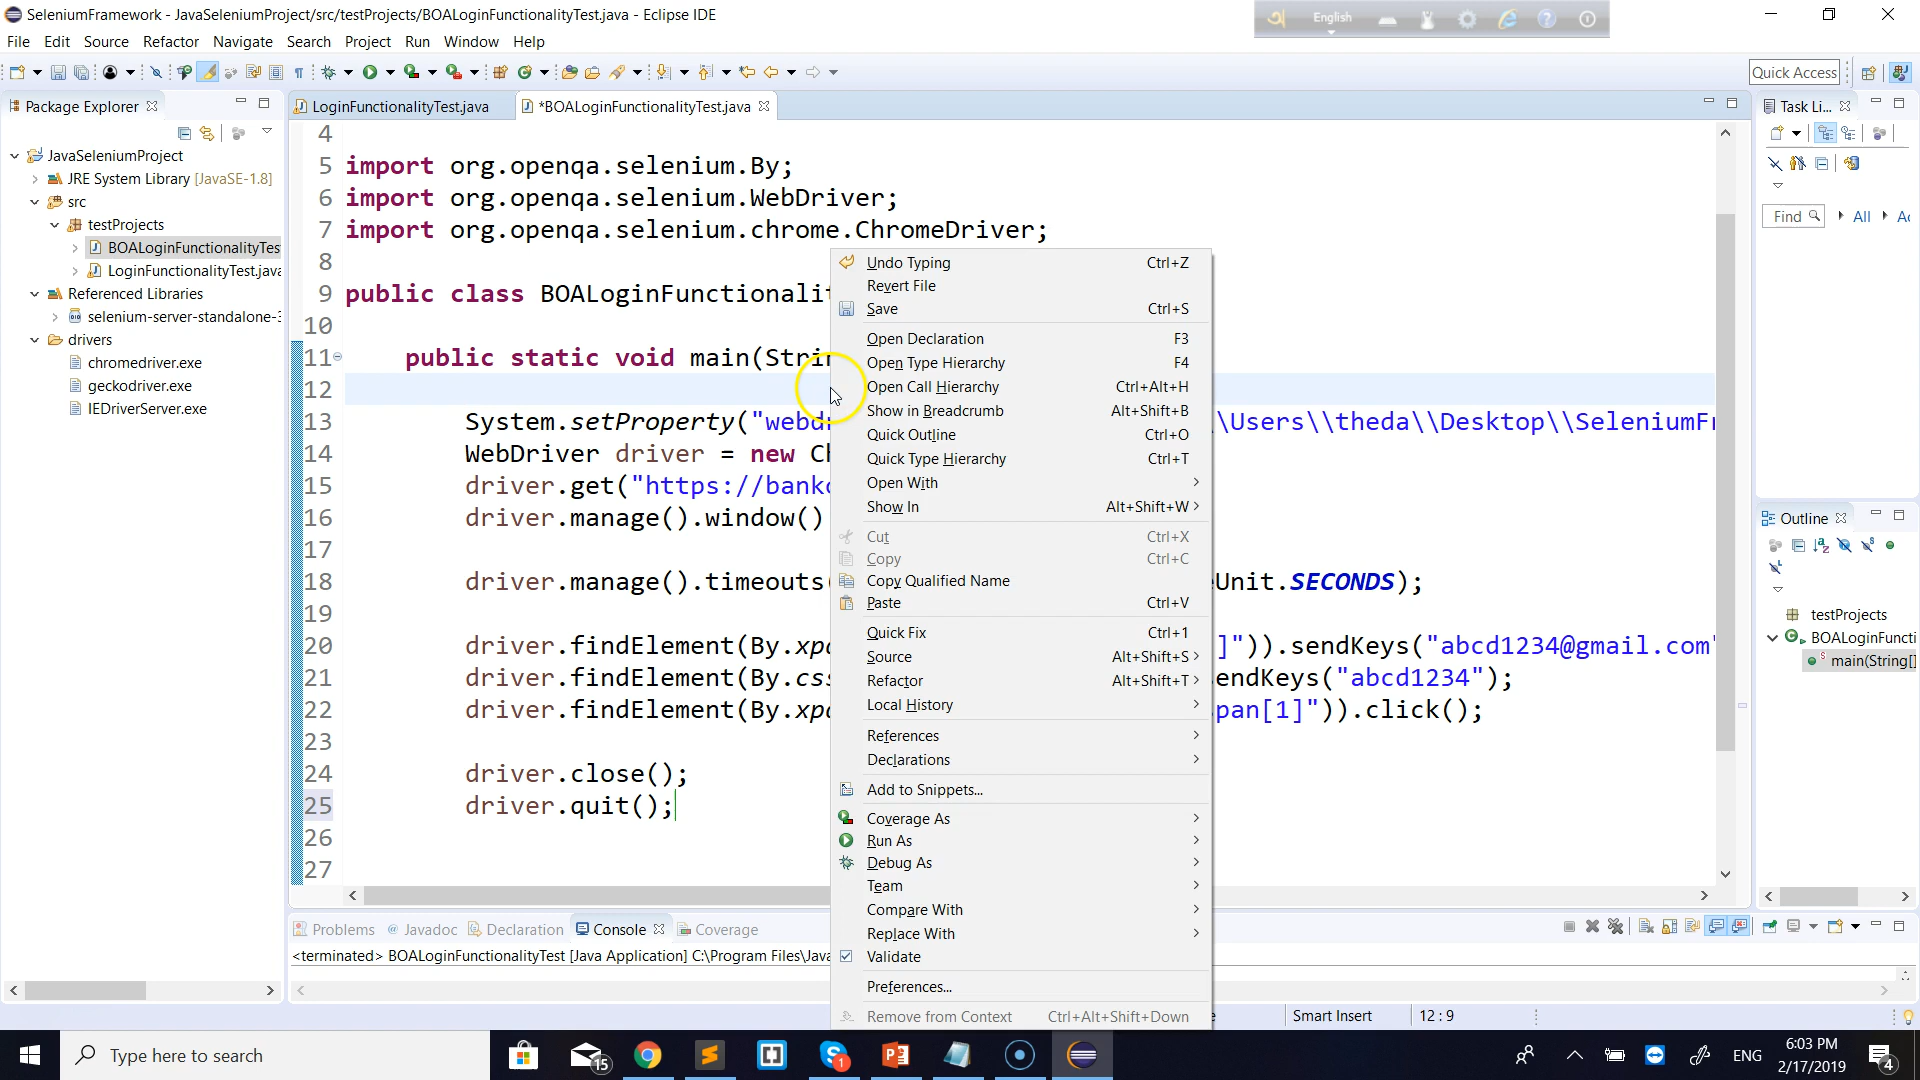 SeleniumFramework - JavaSeleniumProject/src/testProjects/BOALoginFunctionalityTest.java - Eclipse IDE
English
File Edit Source Refactor Navigate Search Project Run Window Help
Quick Access
Package Explorer
LoginFunctionalityTest.java
*BOALoginFunctionalityTest.java
Task Li...
JavaSeleniumProject
JRE System Library [JavaSE-1.8]
src
testProjects
BOALoginFunctionalityTes
LoginFunctionalityTest.java
Referenced Libraries
selenium-server-standalone-3
drivers
chromedriver.exe
geckodriver.exe
IEDriverServer.exe
4
5 import org.openqa.selenium.By;
6 import org.openqa.selenium.WebDriver;
7 import org.openqa.selenium.chrome.ChromeDriver;
8
9 public class BOALoginFunctionali
10
11 public static void main(Strin
12
13 System.setProperty("webd \Users\\theda\\Desktop\\SeleniumF
14 WebDriver driver = new C
15 driver.get("https://bank
16 driver.manage().window()
17
18 driver.manage().timeouts eUnit.SECONDS);
19
20 driver.findElement(By.xp ]")).sendKeys("abcd1234@gmail.com"
21 driver.findElement(By.cs endKeys("abcd1234");
22 driver.findElement(By.xp pan[1]")).click();
23
24 driver.close();
25 driver.quit();
26
27
Undo Typing Ctrl+Z
Revert File
Save Ctrl+S
Open Declaration F3
Open Type Hierarchy F4
Open Call Hierarchy Ctrl+Alt+H
Show in Breadcrumb Alt+Shift+B
Quick Outline Ctrl+O
Quick Type Hierarchy Ctrl+T
Open With
Show In Alt+Shift+W
Cut Ctrl+X
Copy Ctrl+C
Copy Qualified Name
Paste Ctrl+V
Quick Fix Ctrl+1
Source Alt+Shift+S
Refactor Alt+Shift+T
Local History
References
Declarations
Add to Snippets...
Coverage As
Run As
Debug As
Team
Compare With
Replace With
Validate
Preferences...
Remove from Context Ctrl+Alt+Shift+Down
Find All Ac
Outline
testProjects
BOALoginFuncti
main(String[]
Problems Javadoc Declaration Console Coverage
<terminated> BOALoginFunctionalityTest [Java Application] C:\Program Files\Java
Smart Insert 12 : 9
Type here to search
15
1
ENG
6:03 PM
2/17/2019
4